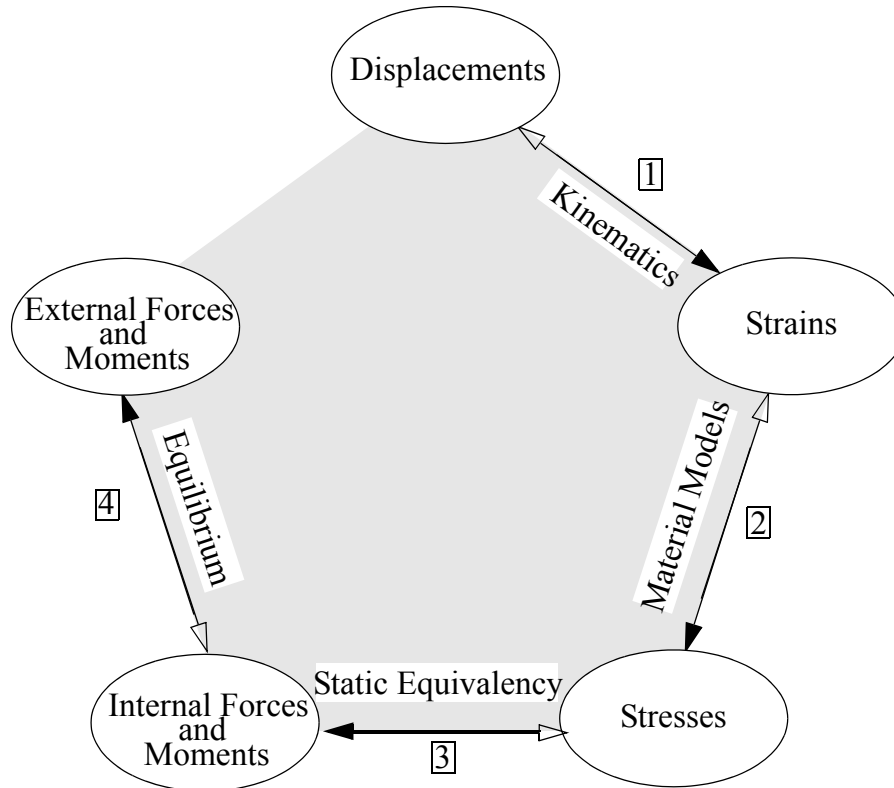 Displacements
1
Kinematics
External Forces
and
Moments
Strains
Equilibrium
Material Models
4
2
Static Equivalency
Internal Forces
and
Moments
Stresses
3